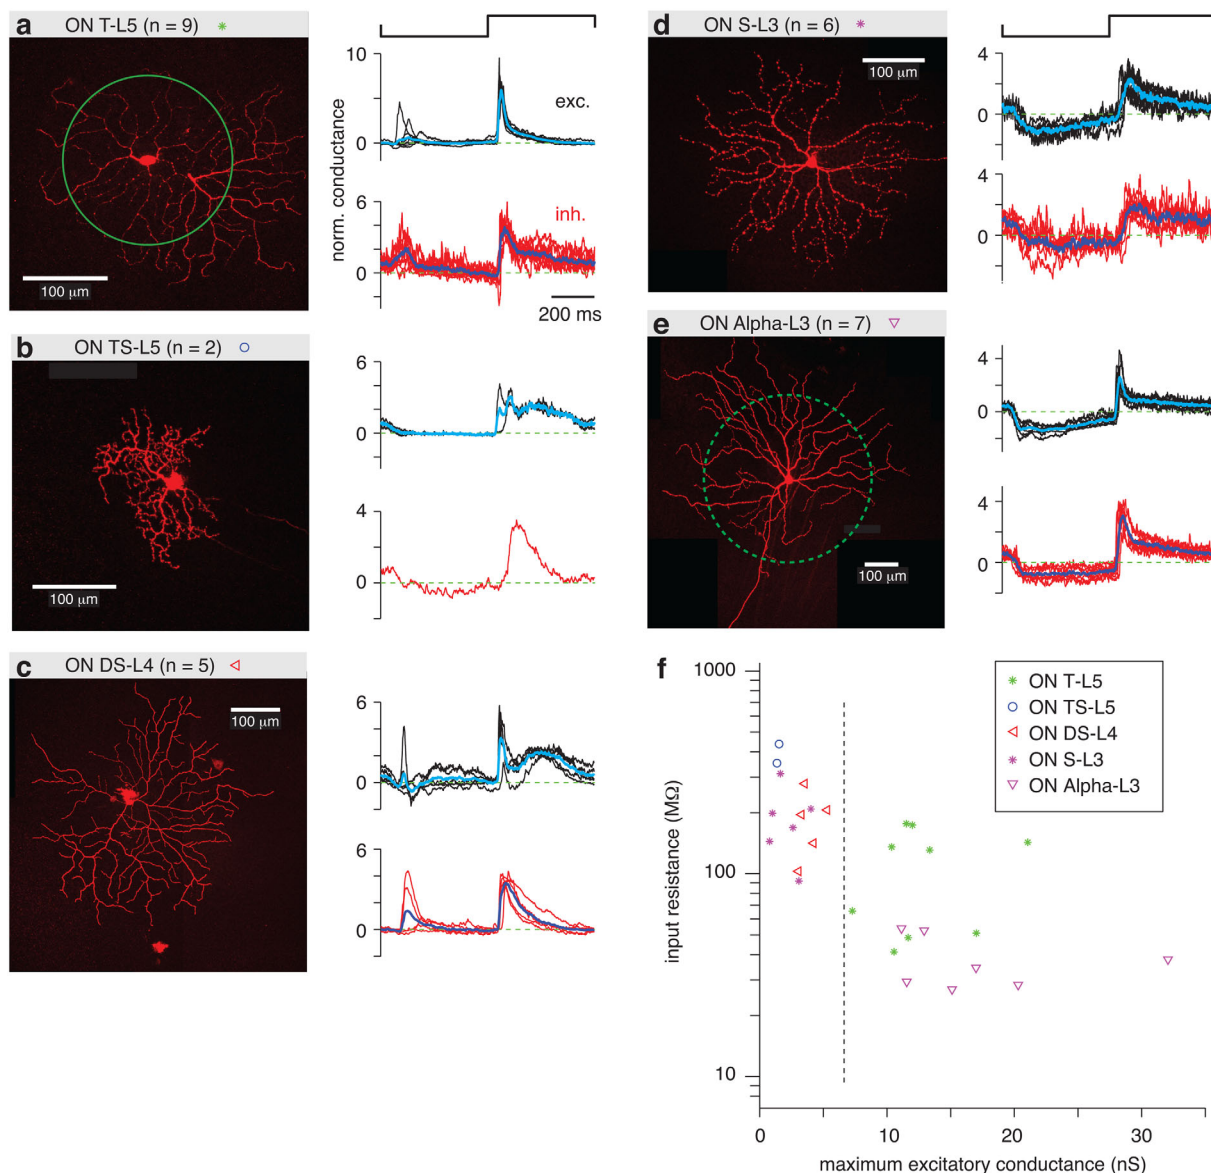 a ON T-L5 (n = 9)
100 μm
norm. conductance
10
0
exc.
6
0
inh.
200 ms
b ON TS-L5 (n = 2)
100 μm
6
0
4
0
c ON DS-L4 (n = 5)
100 μm
6
0
6
0
d ON S-L3 (n = 6)
100 μm
4
0
4
0
e ON Alpha-L3 (n = 7)
100 μm
4
0
4
0
f
1000
100
10
input resistance (MΩ)
ON T-L5
ON TS-L5
ON DS-L4
ON S-L3
ON Alpha-L3
0 10 20 30
maximum excitatory conductance (nS)